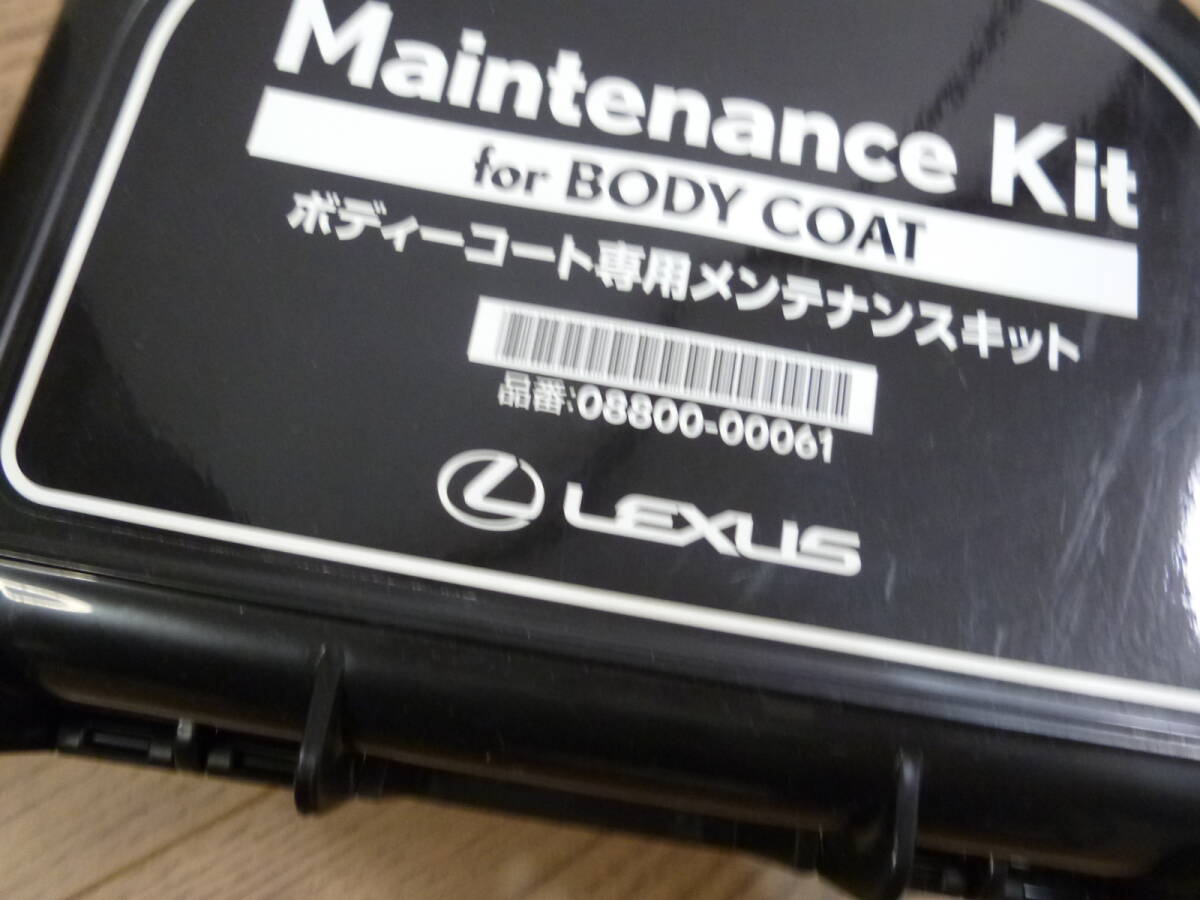 Maintenance Kit
for BODY COAT
ボディーコート専用メンテナンスキット
品番:08800-00061
LEXUS